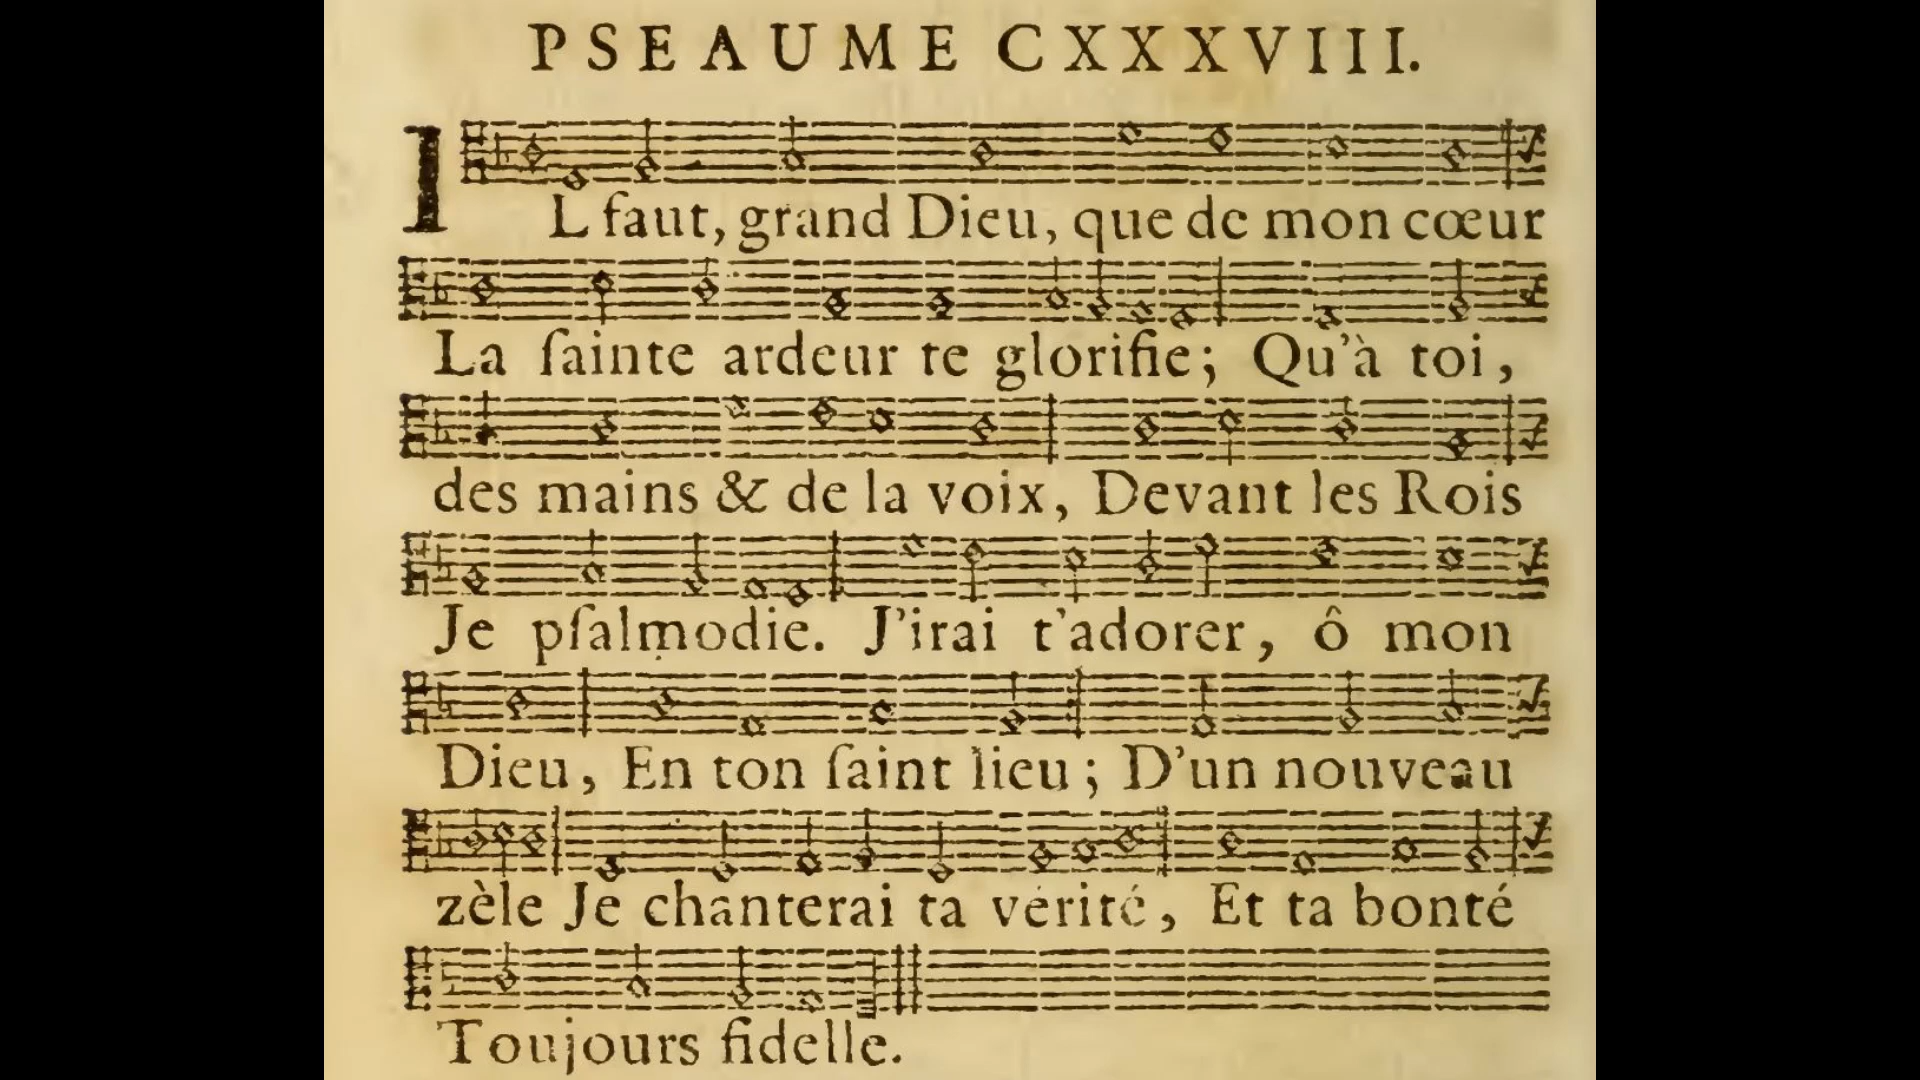 PSEAUME CXXXVIII.
IL faut, grand Dieu, que de mon cœur
La ſainte ardeur te glorifie; Qu'à toi,
des mains & de la voix, Devant les Rois
Je pſalmodie. J'irai t'adorer, ô mon
Dieu, En ton ſaint lieu; D'un nouveau
zèle Je chanterai ta vérité, Et ta bonté
Toujours fidelle.